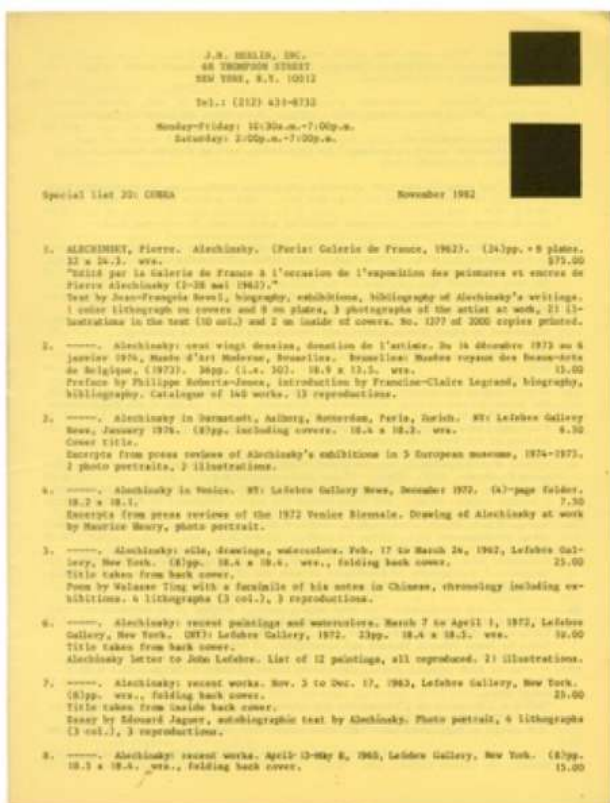 J.N. HERLIN, INC.
68 THOMPSON STREET
NEW YORK, N.Y. 10012
Tel.: (212) 431-8732
Monday-Friday: 10:30a.m.-7:00p.m.
Saturday: 2:00p.m.-7:00p.m.
Special list 20: COBRA November 1982
1. ALECHINSKY, Pierre. Alechinsky. (Paris: Galerie de France, 1962). (24)pp. + 8 plates.
32 x 24.5. wrs. $75.00
"Edité par la Galerie de France à l'occasion de l'exposition des peintures et encres de
Pierre Alechinsky (2-28 mai 1962)."
Text by Jean-François Revel, biography, exhibitions, bibliography of Alechinsky's writings.
1 color lithograph on covers and 8 on plates, 3 photographs of the artist at work, 21 il-
lustrations in the text (10 col.) and 2 on inside of covers. No. 1377 of 2000 copies printed.
2. -----. Alechinsky: cent vingt dessins, donation de l'artiste. Du 14 décembre 1973 au 6
janvier 1974, Musée d'Art Moderne, Bruxelles. Bruxelles: Musées royaux des Beaux-Arts
de Belgique, (1973). 36pp. (i.e. 30). 18.9 x 13.5. wrs. 15.00
Preface by Philippe Roberts-Jones, introduction by Francine-Claire Legrand, biography,
bibliography. Catalogue of 140 works. 13 reproductions.
3. -----. Alechinsky in Darmstadt, Aalborg, Rotterdam, Paris, Zurich. NY: Lefebre Gallery
News, January 1976. (8)pp. including covers. 18.4 x 18.2. wrs. 6.50
Cover title.
Excerpts from press reviews of Alechinsky's exhibitions in 5 European museums, 1974-1975.
2 photo portraits, 2 illustrations.
4. -----. Alechinsky in Venice. NY: Lefebre Gallery News, December 1972. (4)-page folder.
18.2 x 18.1. 7.50
Excerpts from press reviews of the 1972 Venice Biennale. Drawing of Alechinsky at work
by Maurice Henry, photo portrait.
5. -----. Alechinsky: oils, drawings, watercolors. Feb. 17 to March 24, 1962, Lefebre Gal-
lery, New York. (8)pp. 18.4 x 18.4. wrs., folding back cover. 25.00
Title taken from back cover.
Poem by Walasse Ting with a facsimile of his notes in Chinese, chronology including ex-
hibitions. 4 lithographs (3 col.), 3 reproductions.
6. -----. Alechinsky: recent paintings and watercolors. March 7 to April 1, 1972, Lefebre
Gallery, New York. (NY): Lefebre Gallery, 1972. 23pp. 18.4 x 18.5. wrs. 10.00
Title taken from back cover.
Alechinsky letter to John Lefebre. List of 12 paintings, all reproduced. 21 illustrations.
7. -----. Alechinsky: recent works. Nov. 5 to Dec. 17, 1963, Lefebre Gallery, New York.
(8)pp. wrs., folding back cover. 25.00
Title taken from inside back cover.
Essay by Edouard Jaguer, autobiographic text by Alechinsky. Photo portrait, 4 lithographs
(3 col.), 3 reproductions.
8. -----. Alechinsky: recent works. April 13-May 8, 1965, Lefebre Gallery, New York. (8)pp.
18.5 x 18.4. wrs., folding back cover. 15.00